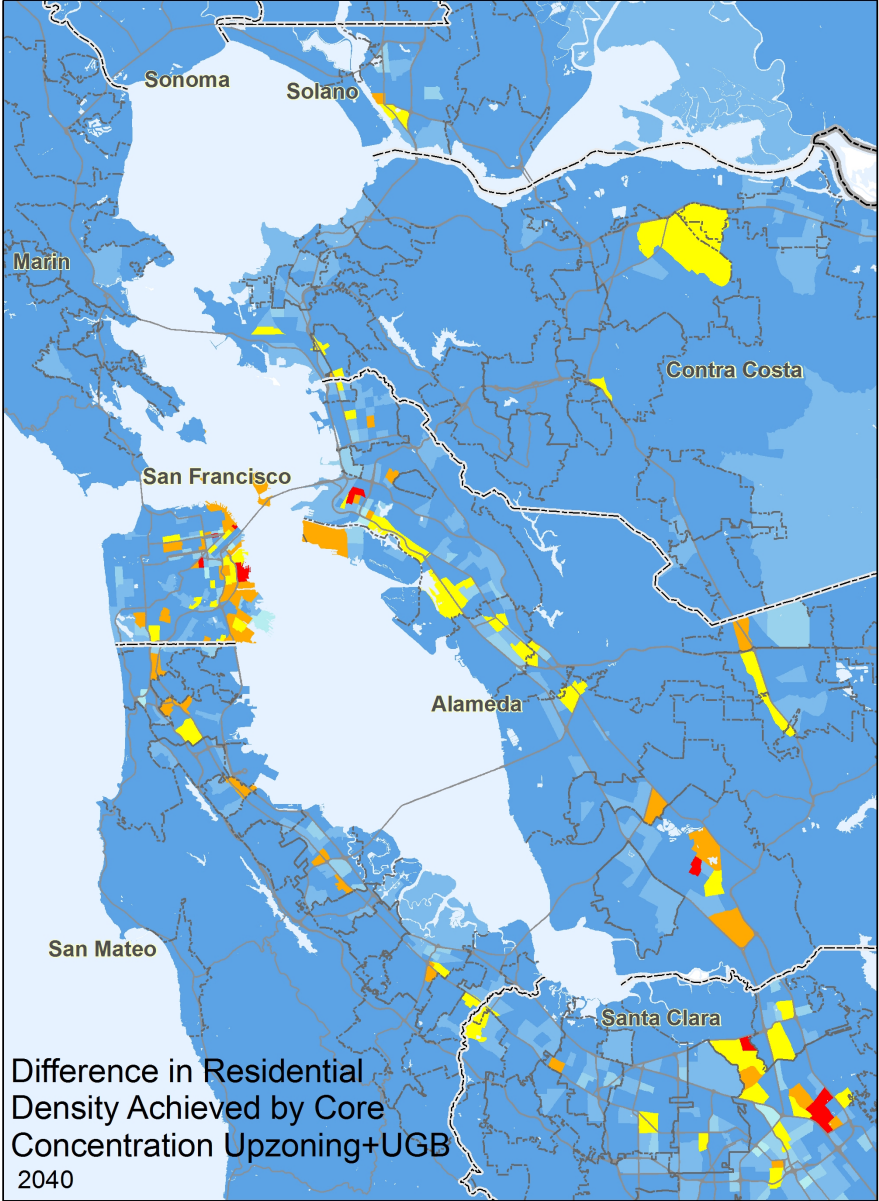 Sonoma
Solano
Marin
Contra Costa
San Francisco
Alameda
San Mateo
Santa Clara
Difference in Residential
Density Achieved by Core
Concentration Upzoning+UGB
2040